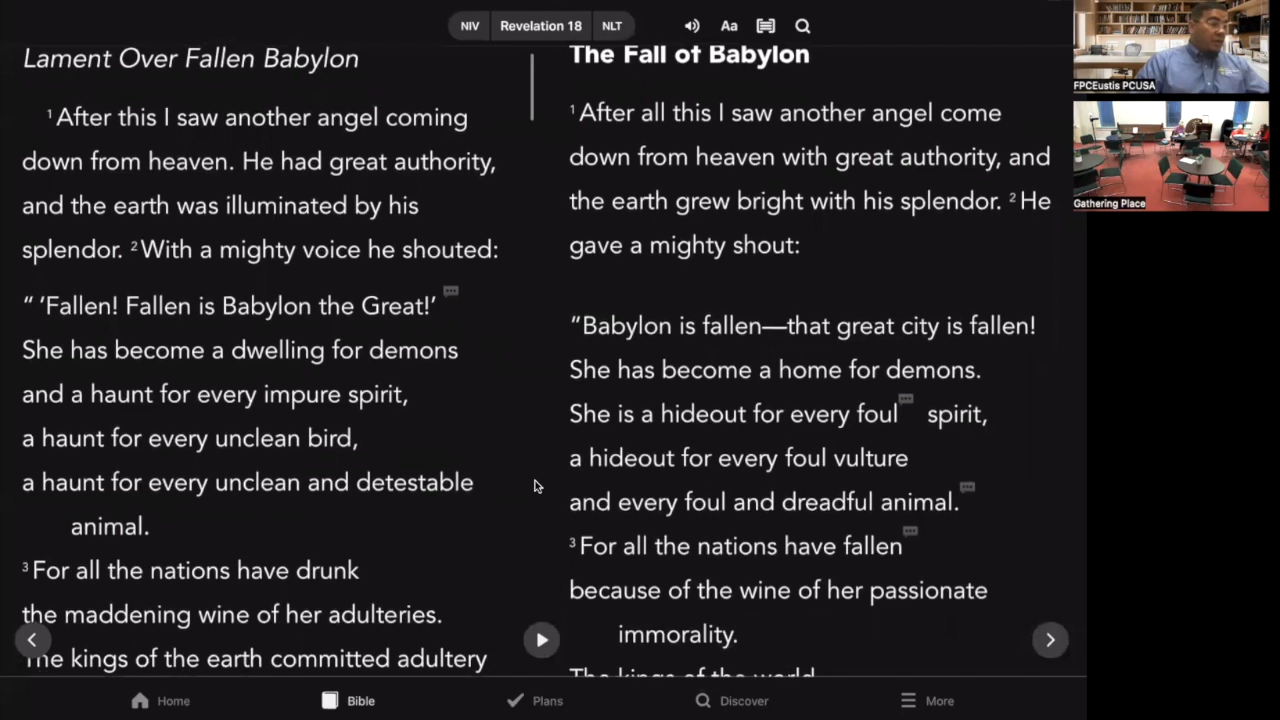 NIV Revelation 18 NLT Aa
Lament Over Fallen Babylon
1 After this I saw another angel coming
down from heaven. He had great authority,
and the earth was illuminated by his
splendor. 2 With a mighty voice he shouted:
“ ‘Fallen! Fallen is Babylon the Great!’
She has become a dwelling for demons
and a haunt for every impure spirit,
a haunt for every unclean bird,
a haunt for every unclean and detestable
animal.
3 For all the nations have drunk
the maddening wine of her adulteries.
The kings of the earth committed adultery
The Fall of Babylon
1 After all this I saw another angel come
down from heaven with great authority, and
the earth grew bright with his splendor. 2 He
gave a mighty shout:
“Babylon is fallen—that great city is fallen!
She has become a home for demons.
She is a hideout for every foul spirit,
a hideout for every foul vulture
and every foul and dreadful animal.
3 For all the nations have fallen
because of the wine of her passionate
immorality.
The kings of the world
Home Bible Plans Discover More
FPCEustis PCUSA
Gathering Place